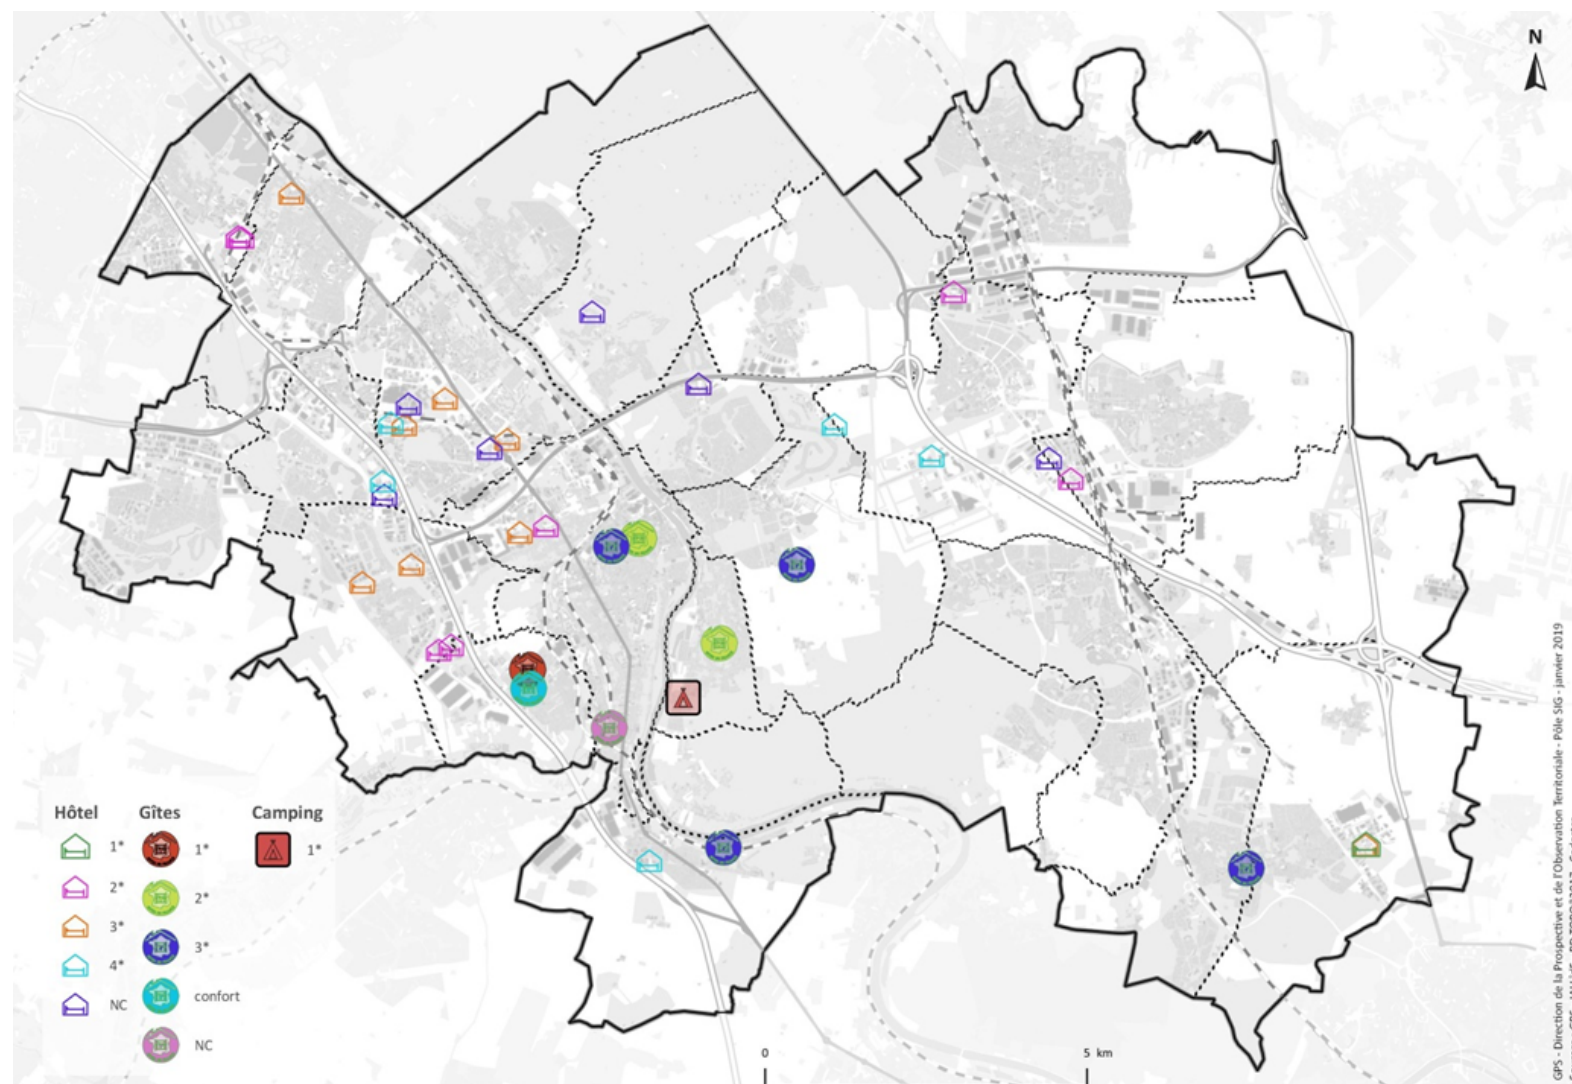 N
Hôtel
Gîtes
Camping
1*
1*
1*
2*
2*
3*
3*
4*
confort
NC
NC
0
5 km
GPS - Direction de la Prospective et de l'Observation Territoriale - Pôle SIG - janvier 2019